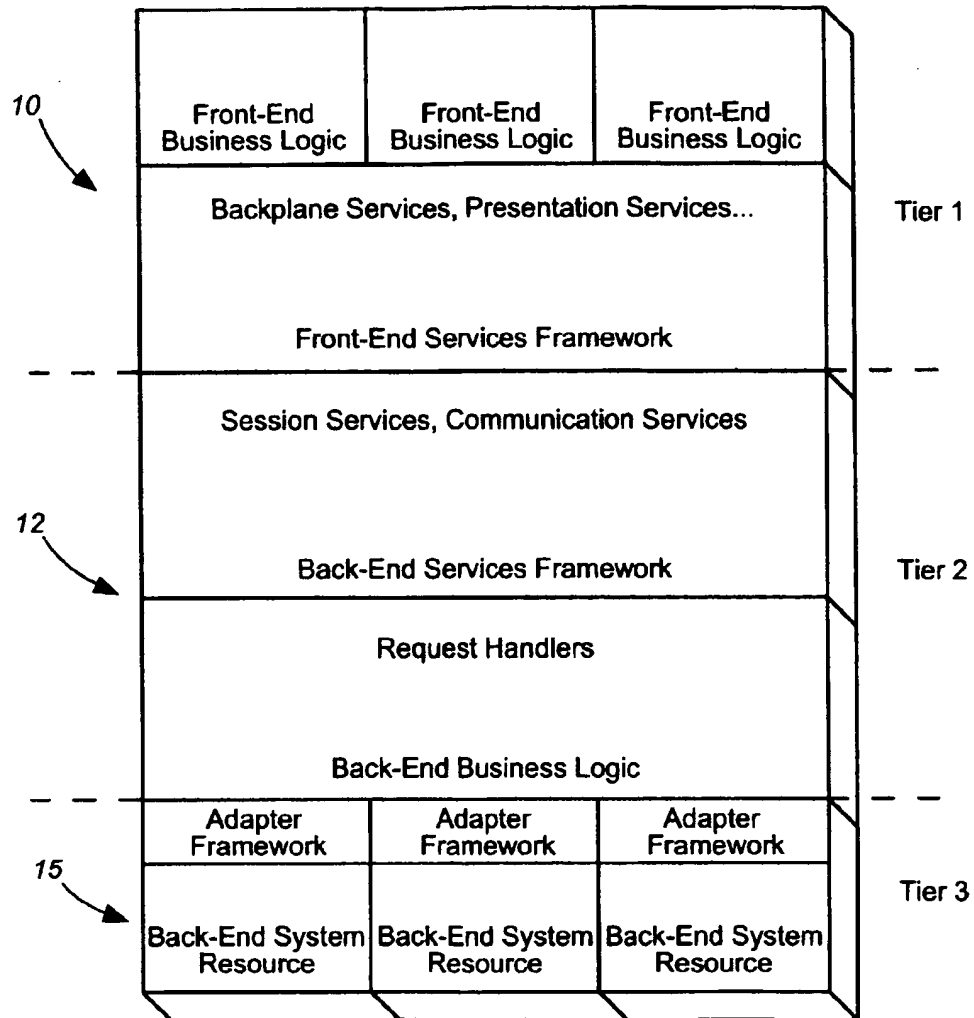 Front-End
Business Logic
Front-End
Business Logic
Front-End
Business Logic
10
Backplane Services, Presentation Services...
Tier 1
Front-End Services Framework
Session Services, Communication Services
12
Back-End Services Framework
Tier 2
Request Handlers
Back-End Business Logic
Adapter
Framework
Adapter
Framework
Adapter
Framework
15
Tier 3
Back-End System
Resource
Back-End System
Resource
Back-End System
Resource